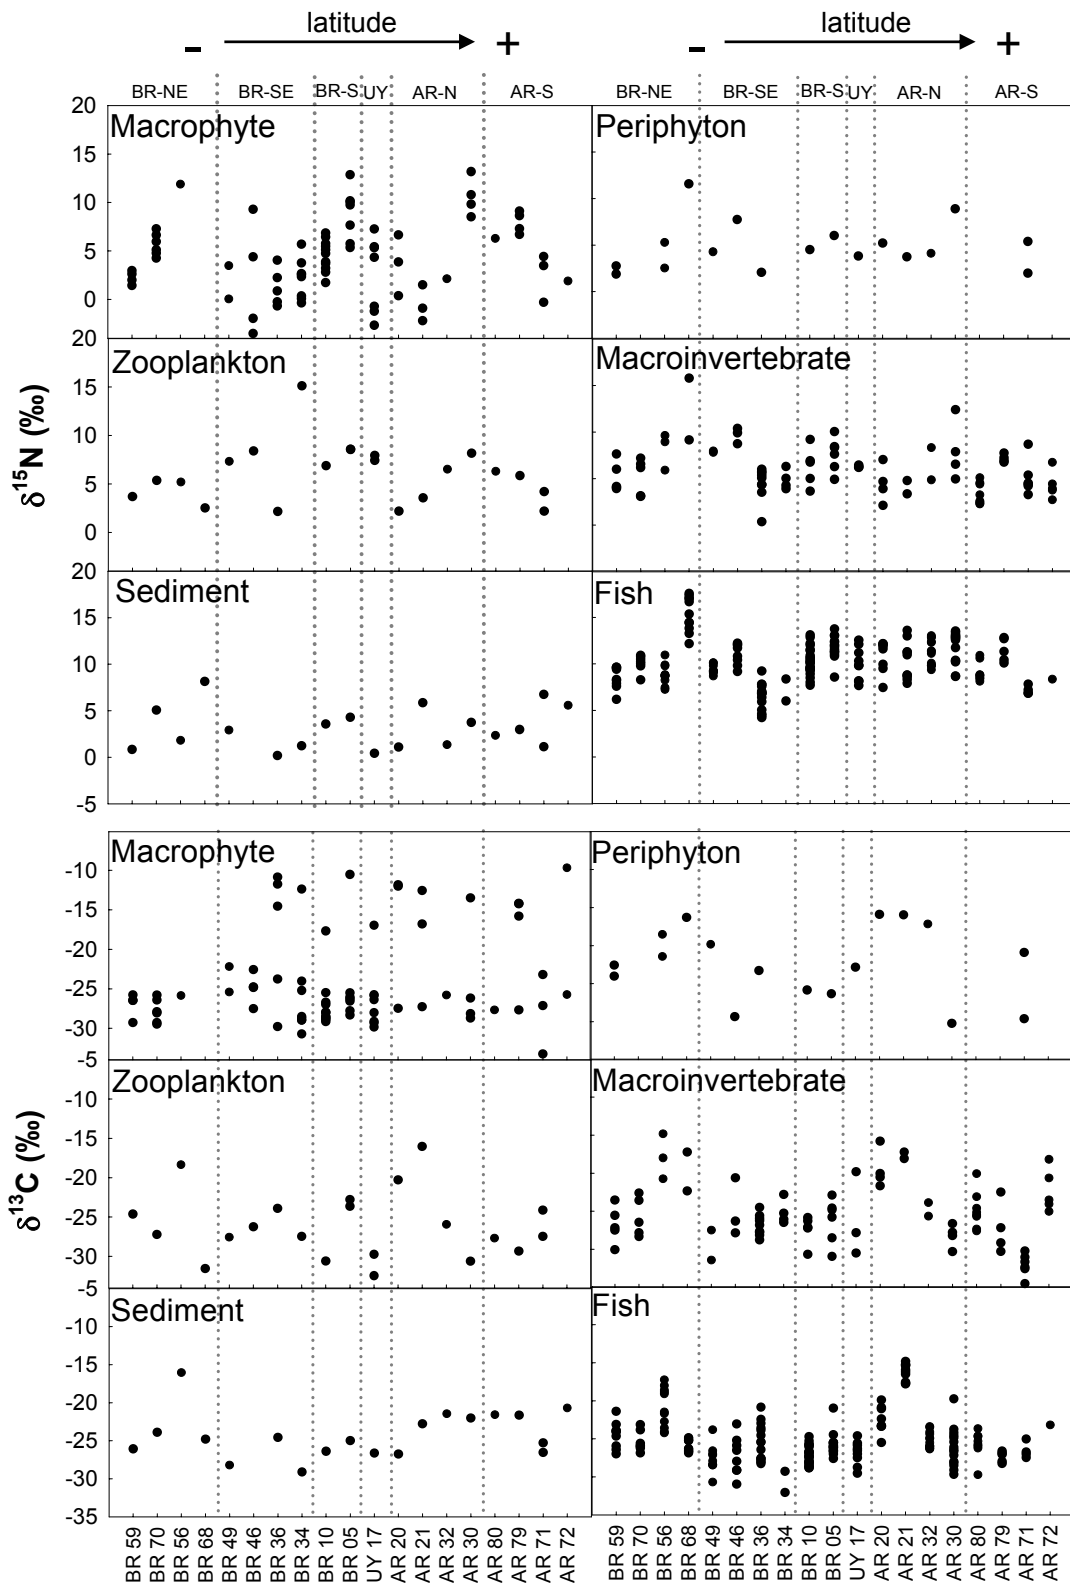 latitude latitude
- + - +
BR-NE BR-SE BR-S UY AR-N AR-S BR-NE BR-SE BR-S UY AR-N AR-S
20
Macrophyte Periphyton
15
10
5
0
20
Zooplankton Macroinvertebrate
15
10
5
0
δ15N (‰)
20
Sediment Fish
15
10
5
0
-5
Macrophyte Periphyton
-10
-15
-20
-25
-30
-5
Zooplankton Macroinvertebrate
-10
-15
-20
-25
-30
δ13C (‰)
-5
Sediment Fish
-10
-15
-20
-25
-30
-35
BR 59 BR 70 BR 56 BR 68 BR 49 BR 46 BR 36 BR 34 BR 10 BR 05 UY 17 AR 20 AR 21 AR 32 AR 30 AR 80 AR 79 AR 71 AR 72 BR 59 BR 70 BR 56 BR 68 BR 49 BR 46 BR 36 BR 34 BR 10 BR 05 UY 17 AR 20 AR 21 AR 32 AR 30 AR 80 AR 79 AR 71 AR 72